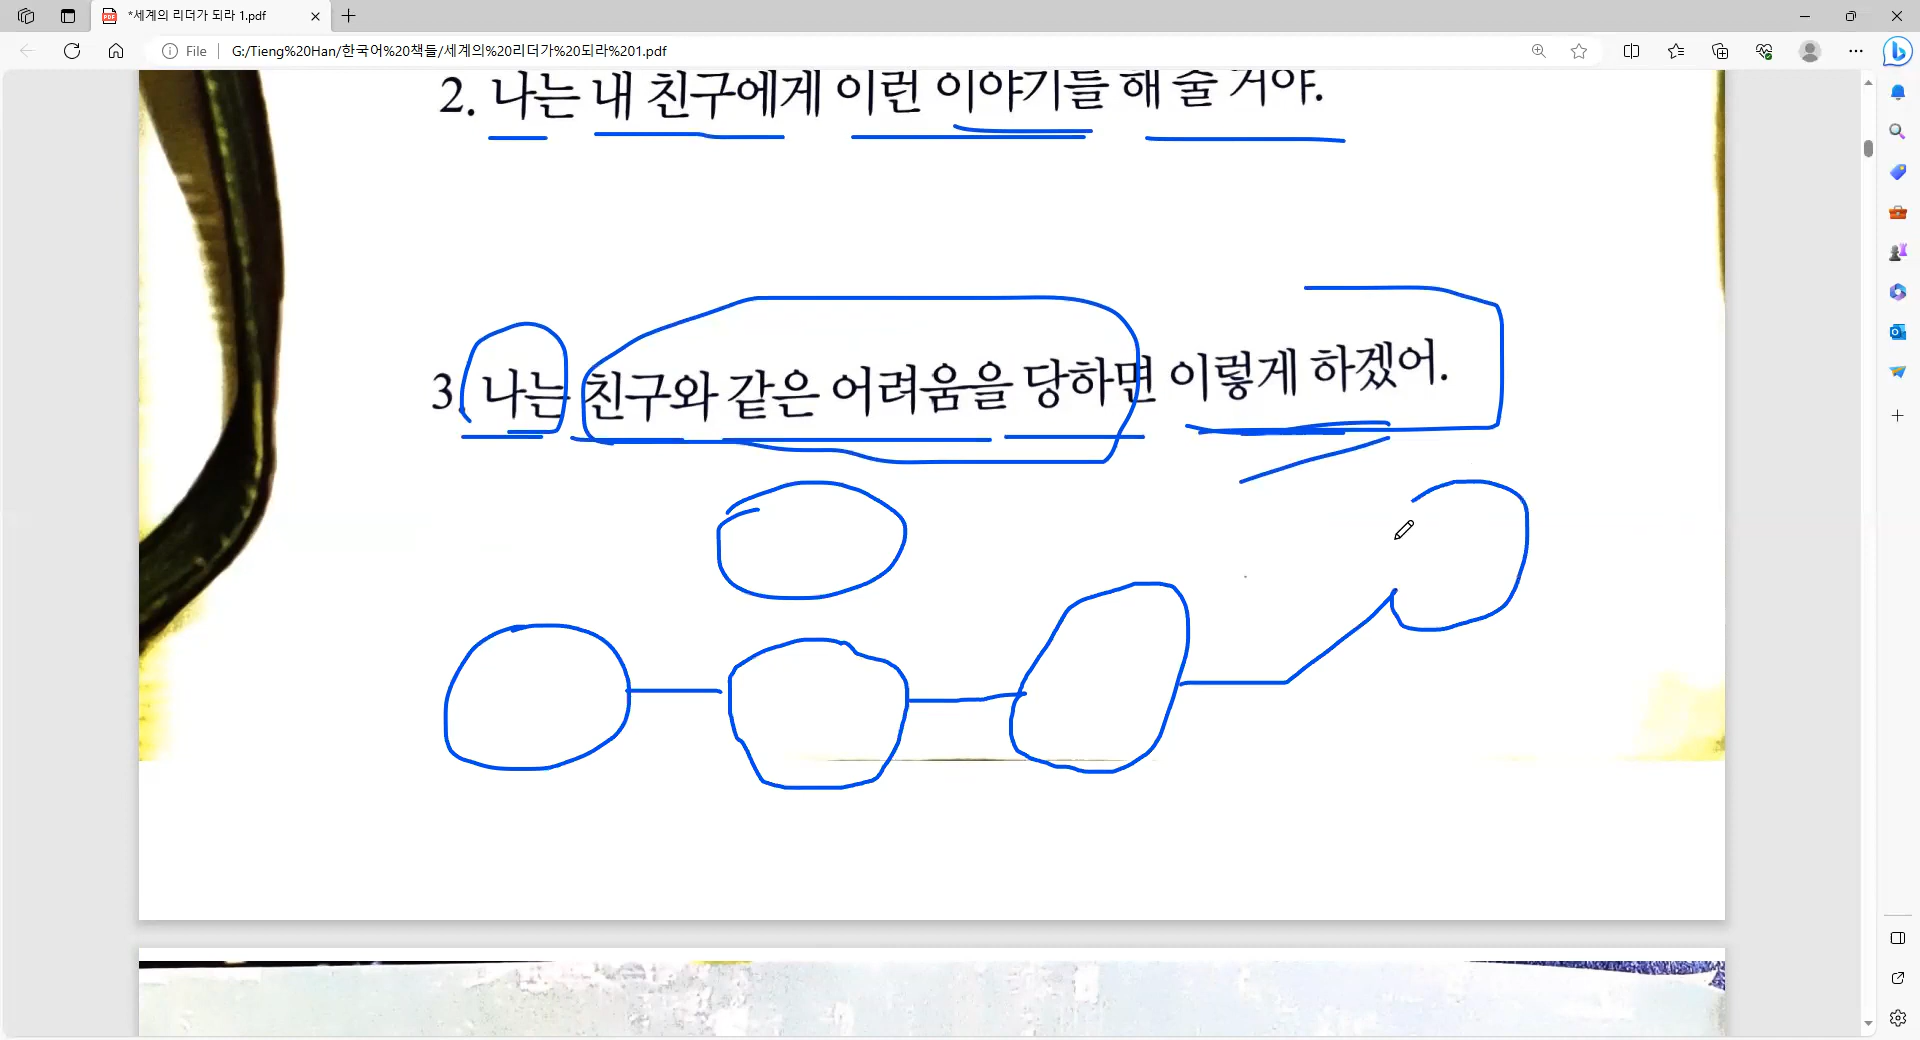 *세계의 리더가 되라 1.pdf
File
G:/Tieng%20Han/한국어%20책들/세계의%20리더가%20되라%201.pdf
2. 나는 내 친구에게 이런 이야기를 해 줄 거야.
3. 나는 친구와 같은 어려움을 당하면 이렇게 하겠어.